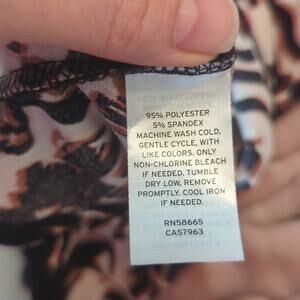 95% POLYESTER
5% SPANDEX
MACHINE WASH COLD,
GENTLE CYCLE, WITH
LIKE COLORS. ONLY
NON-CHLORINE BLEACH
IF NEEDED. TUMBLE
DRY LOW, REMOVE
PROMPTLY. COOL IRON
IF NEEDED.
RN58665
CA57963